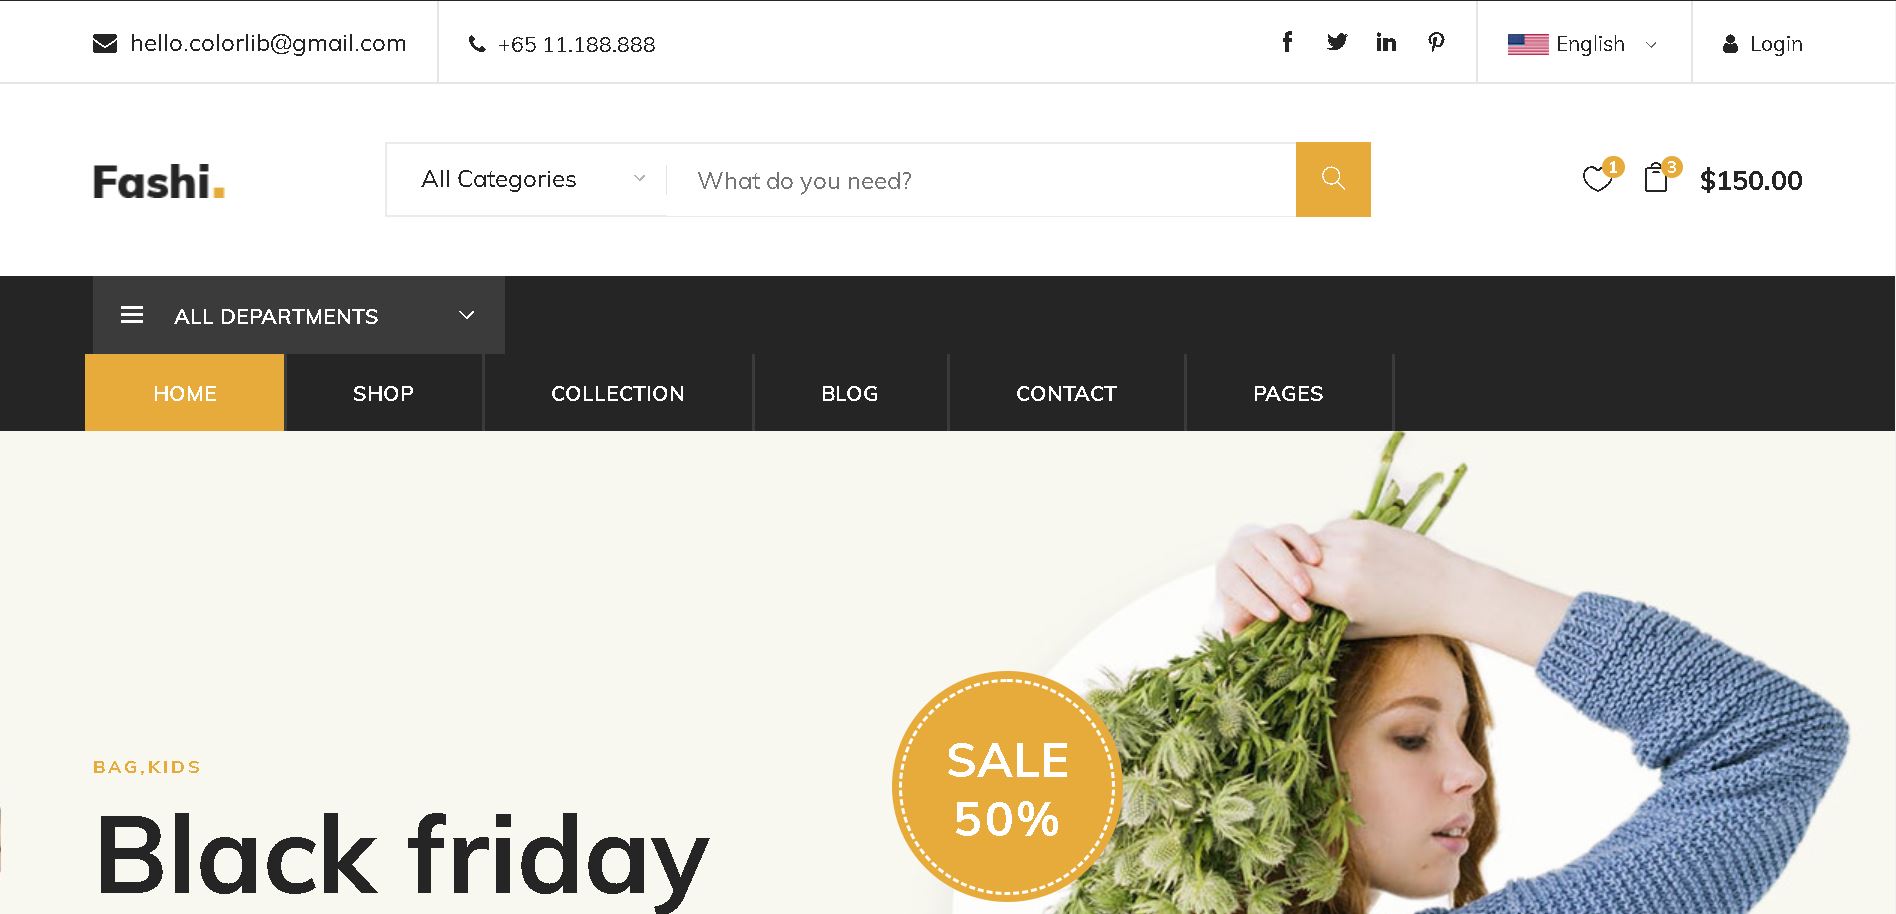 hello.colorlib@gmail.com
+65 11.188.888
English
Login
Fashi.
All Categories
What do you need?
1
3
$150.00
ALL DEPARTMENTS
HOME
SHOP
COLLECTION
BLOG
CONTACT
PAGES
BAG,KIDS
Black friday
SALE
50%